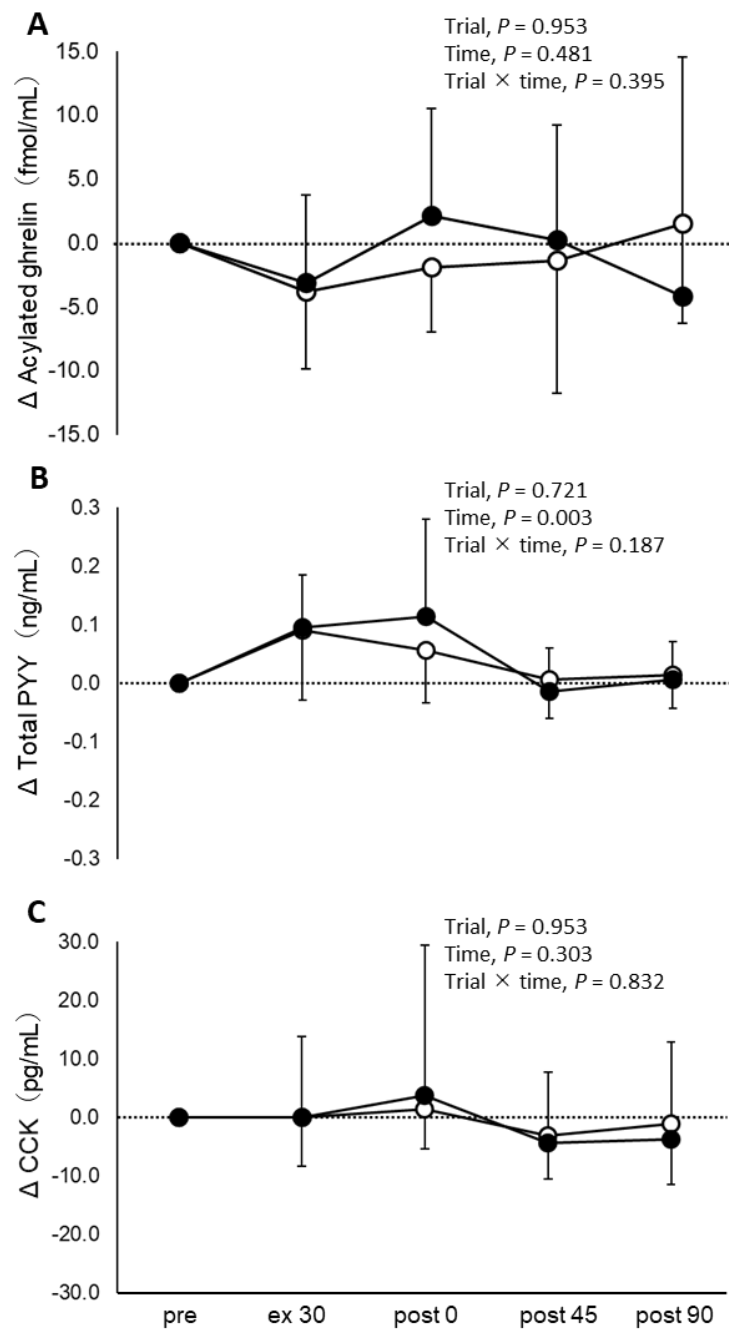 A
Trial, P = 0.953
Time, P = 0.481
Trial × time, P = 0.395
Δ Acylated ghrelin (fmol/mL)
15.0
10.0
5.0
0.0
-5.0
-10.0
-15.0
B
Trial, P = 0.721
Time, P = 0.003
Trial × time, P = 0.187
Δ Total PYY (ng/mL)
0.3
0.2
0.1
0.0
-0.1
-0.2
-0.3
C
Trial, P = 0.953
Time, P = 0.303
Trial × time, P = 0.832
Δ CCK (pg/mL)
30.0
20.0
10.0
0.0
-10.0
-20.0
-30.0
pre ex 30 post 0 post 45 post 90